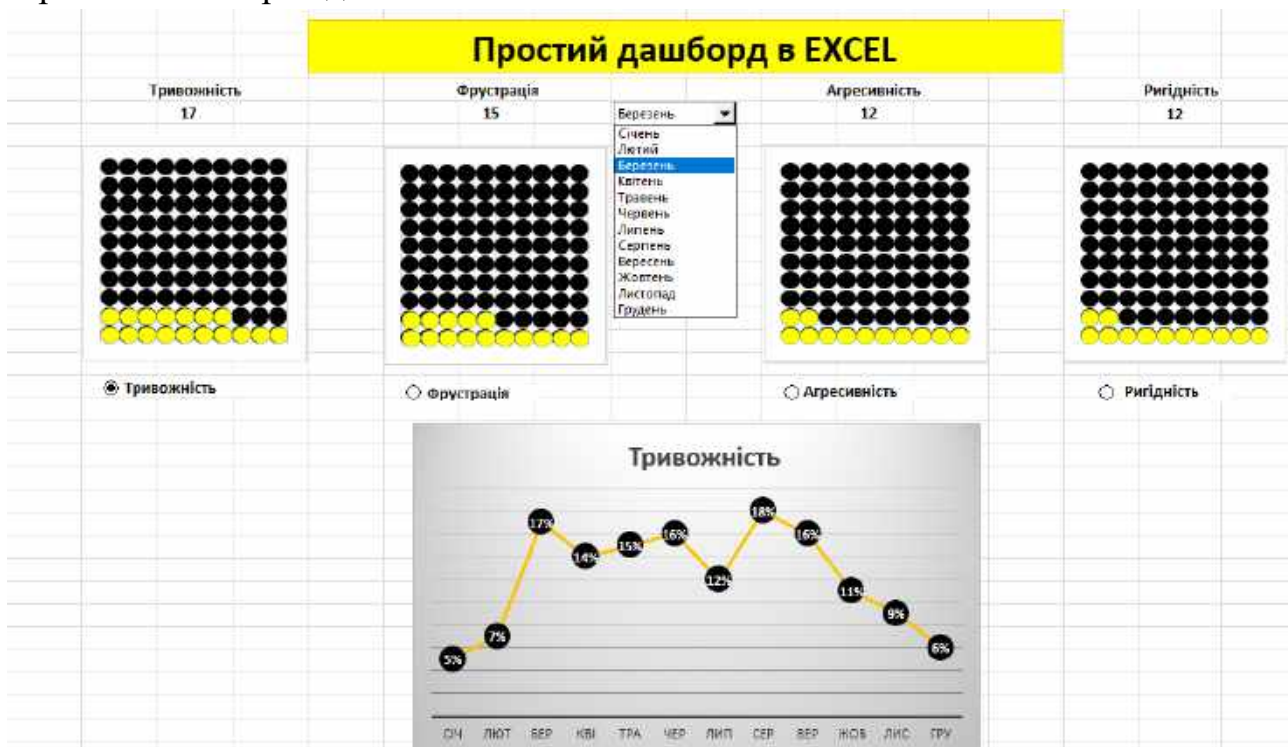 Простий дашборд в EXCEL
Тривожність
Фрустрація
Агресивність
Ригідність
17
15
12
12
Березень
Січень
Лютий
Березень
Квітень
Травень
Червень
Липень
Серпень
Вересень
Жовтень
Листопад
Грудень
Тривожність
Фрустрація
Агресивність
Ригідність
Тривожність
5%
7%
17%
14%
15%
16%
12%
18%
16%
11%
9%
6%
СІЧ ЛЮТ БЕР КВІ ТРА ЧЕР ЛИП СЕР ВЕР ЖОВ ЛИС ГРУ